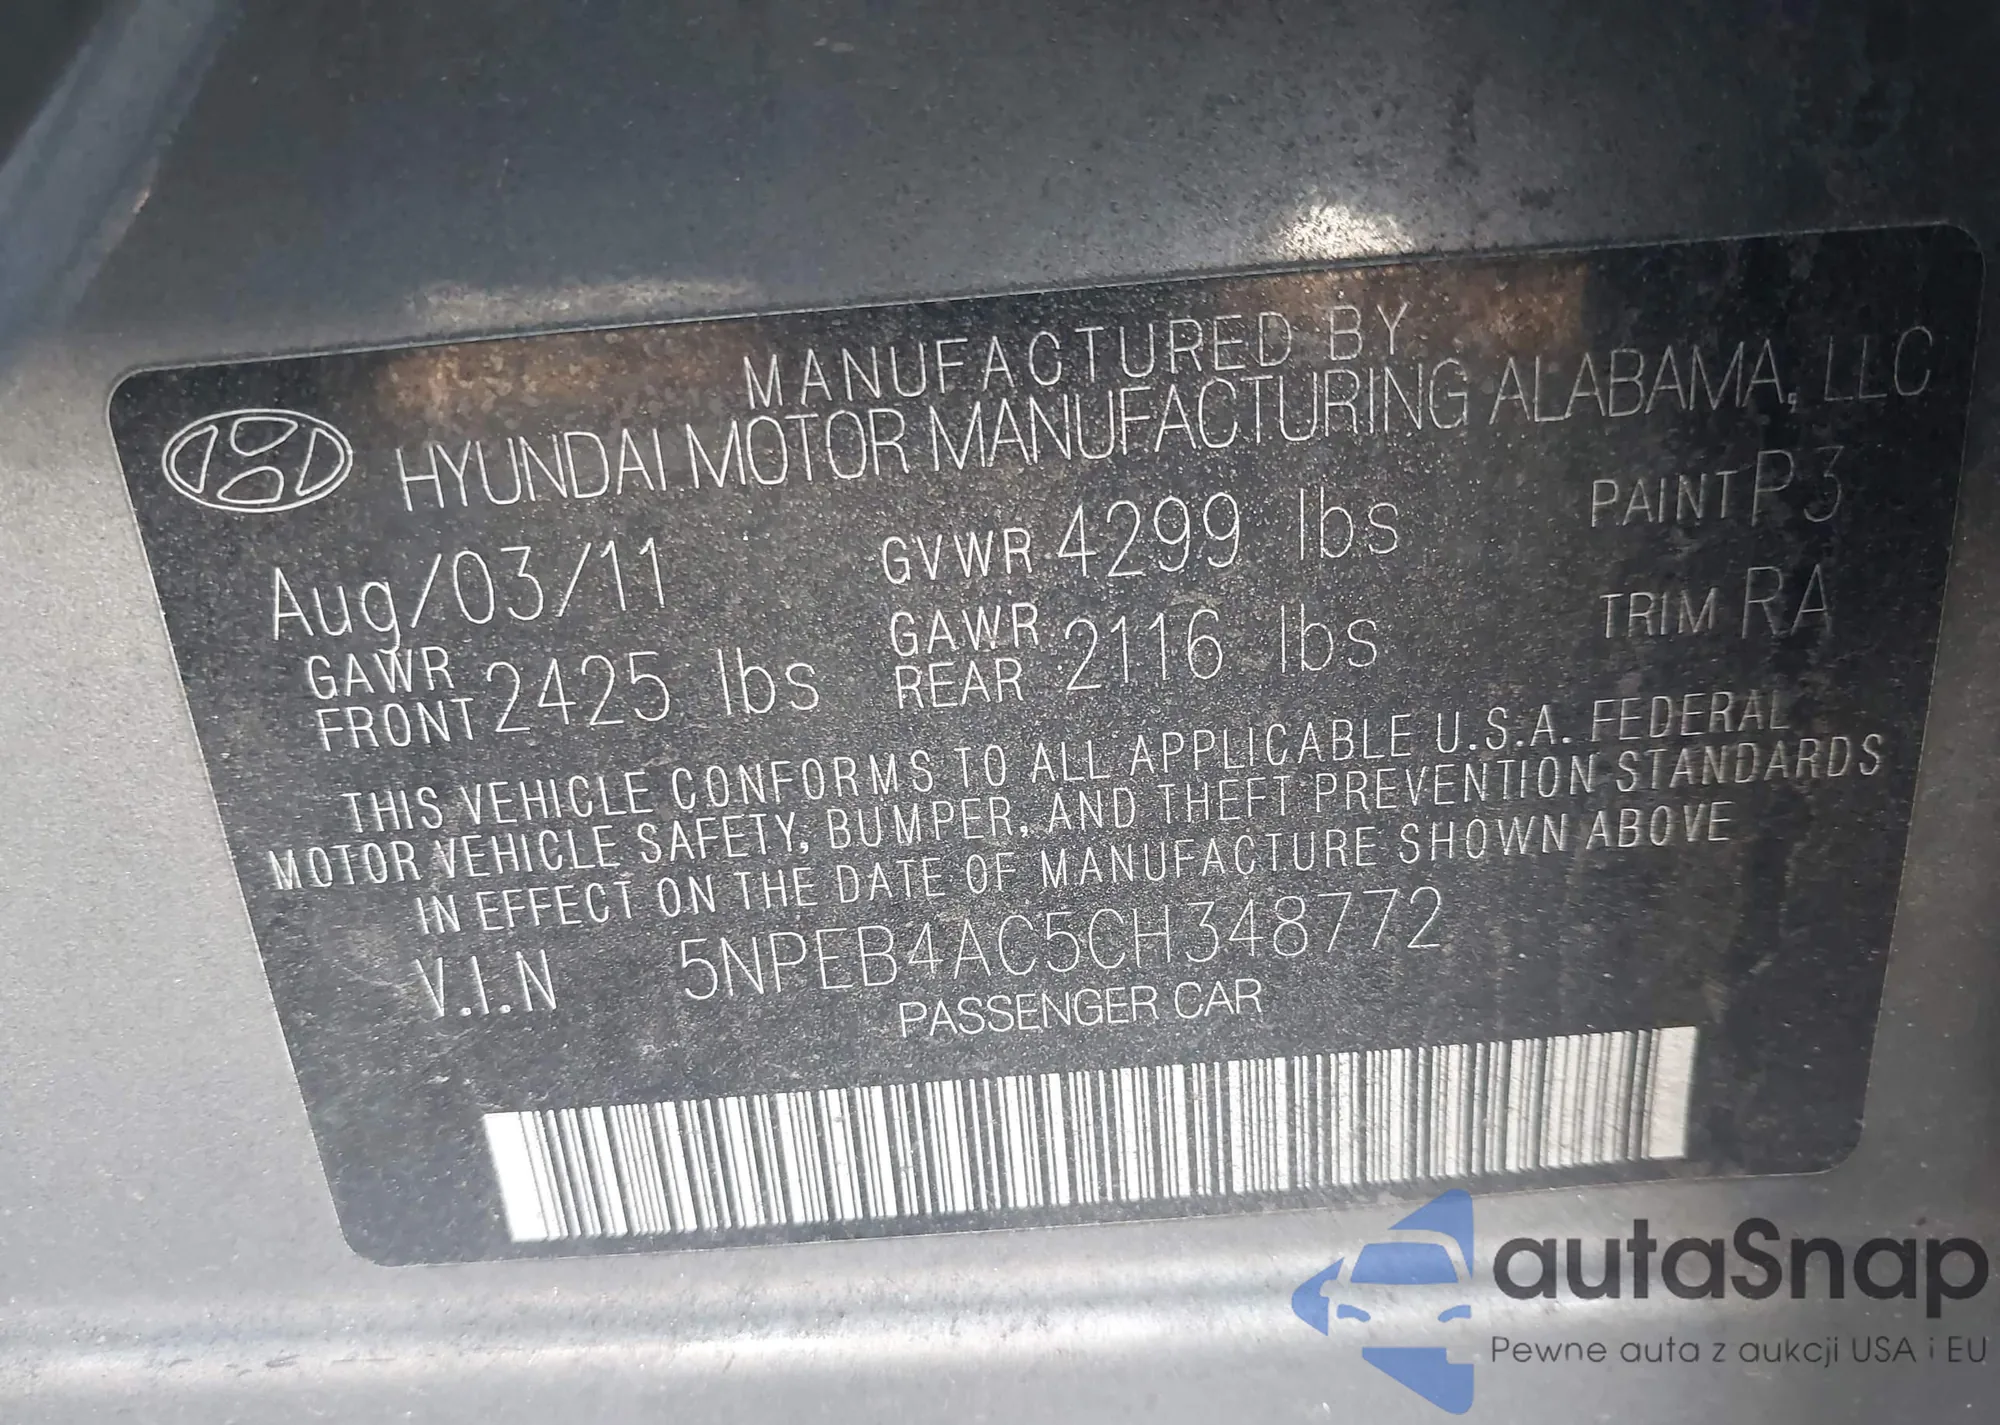 MANUFACTURED BY
HYUNDAI MOTOR MANUFACTURING ALABAMA, LLC
Aug/03/11 GVWR 4299 lbs PAINT P3
GAWR FRONT 2425 lbs GAWR REAR 2116 lbs TRIM RA
THIS VEHICLE CONFORMS TO ALL APPLICABLE U.S.A. FEDERAL
MOTOR VEHICLE SAFETY, BUMPER, AND THEFT PREVENTION STANDARDS
IN EFFECT ON THE DATE OF MANUFACTURE SHOWN ABOVE
V.I.N 5NPEB4AC5CH348772
PASSENGER CAR
autaSnap
Pewne auta z aukcji USA i EU